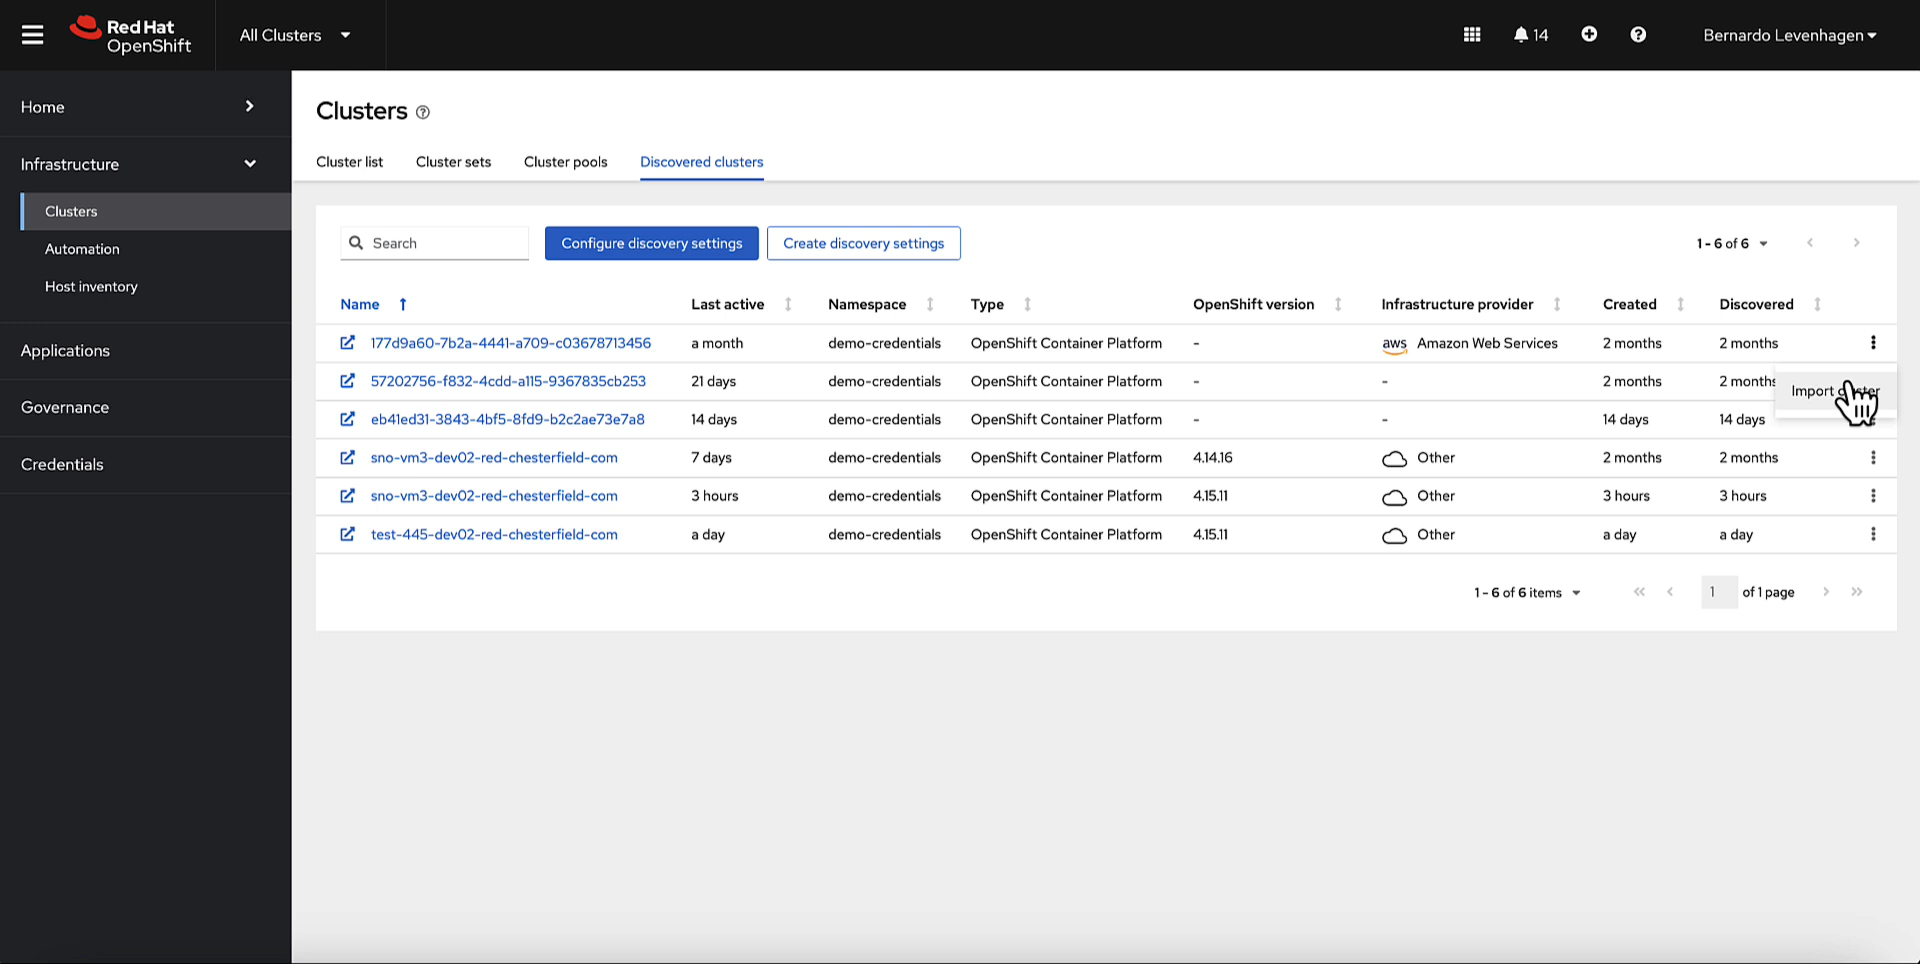 Red Hat
OpenShift
All Clusters
14
Bernardo Levenhagen
Home
Infrastructure
Clusters
Automation
Host inventory
Applications
Governance
Credentials
Clusters
Cluster list Cluster sets Cluster pools Discovered clusters
Search Configure discovery settings Create discovery settings 1 - 6 of 6
Name Last active Namespace Type OpenShift version Infrastructure provider Created Discovered
177d9a60-7b2a-4441-a709-c03678713456 a month demo-credentials OpenShift Container Platform - aws Amazon Web Services 2 months 2 months
57202756-f832-4cdd-a115-9367835cb253 21 days demo-credentials OpenShift Container Platform - - 2 months 2 months
Import
eb41ed31-3843-4bf5-8fd9-b2c2ae73e7a8 14 days demo-credentials OpenShift Container Platform - - 14 days 14 days
sno-vm3-dev02-red-chesterfield-com 7 days demo-credentials OpenShift Container Platform 4.14.16 Other 2 months 2 months
sno-vm3-dev02-red-chesterfield-com 3 hours demo-credentials OpenShift Container Platform 4.15.11 Other 3 hours 3 hours
test-445-dev02-red-chesterfield-com a day demo-credentials OpenShift Container Platform 4.15.11 Other a day a day
1 - 6 of 6 items 1 of 1 page